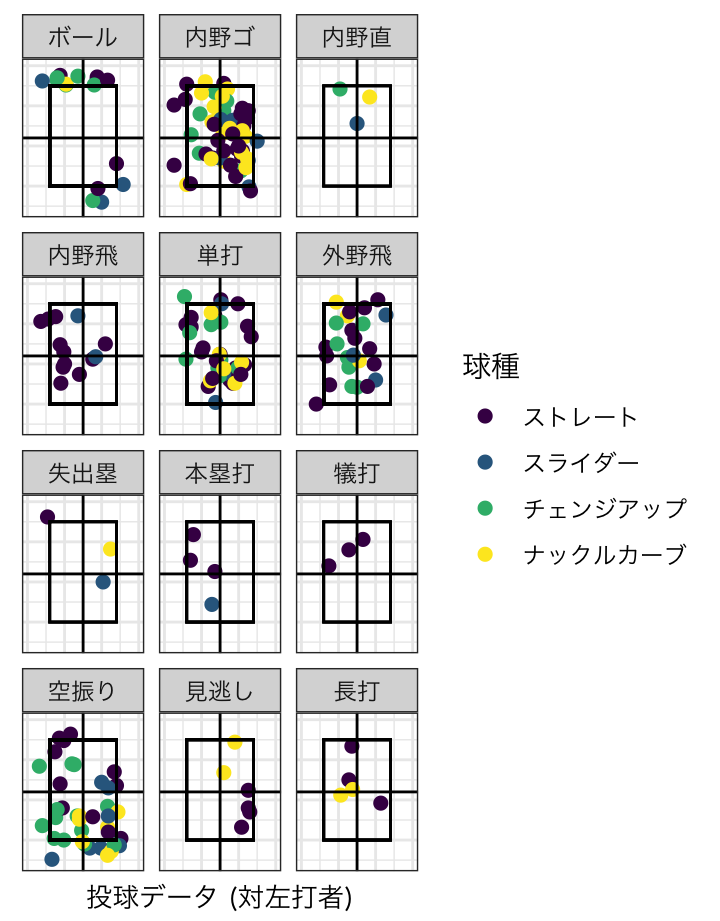 ボール 内野ゴ 内野直
内野飛 単打 外野飛
失出塁 本塁打 犠打
空振り 見逃し 長打
球種
ストレート
スライダー
チェンジアップ
ナックルカーブ
投球データ (対左打者)